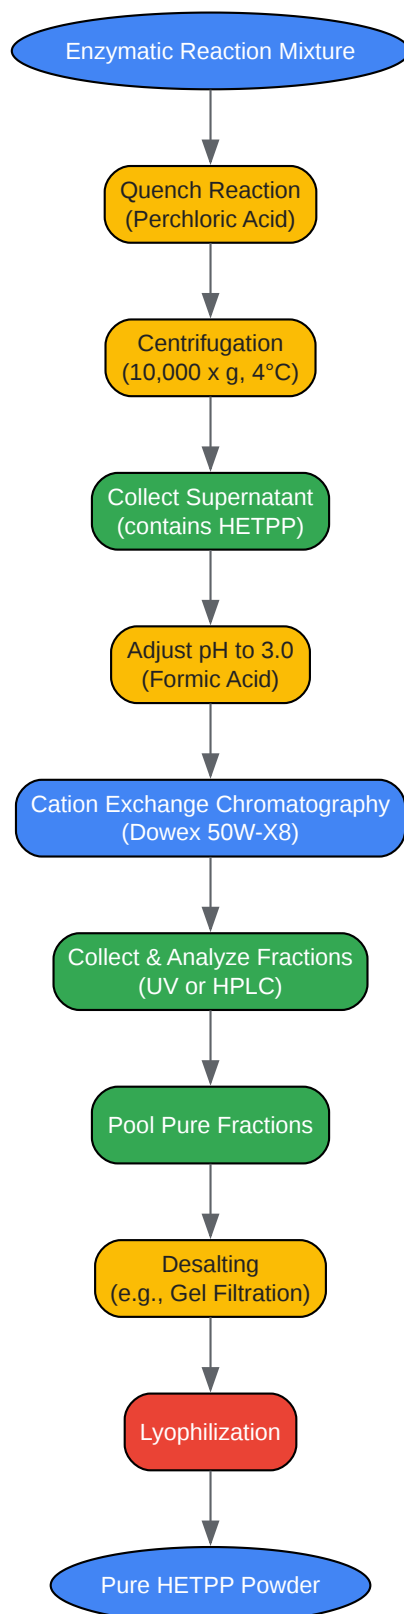 Enzymatic Reaction Mixture
Quench Reaction
(Perchloric Acid)
Centrifugation
(10,000 x g, 4°C)
Collect Supernatant
(contains HETPP)
Adjust pH to 3.0
(Formic Acid)
Cation Exchange Chromatography
(Dowex 50W-X8)
Collect & Analyze Fractions
(UV or HPLC)
Pool Pure Fractions
Desalting
(e.g., Gel Filtration)
Lyophilization
Pure HETPP Powder